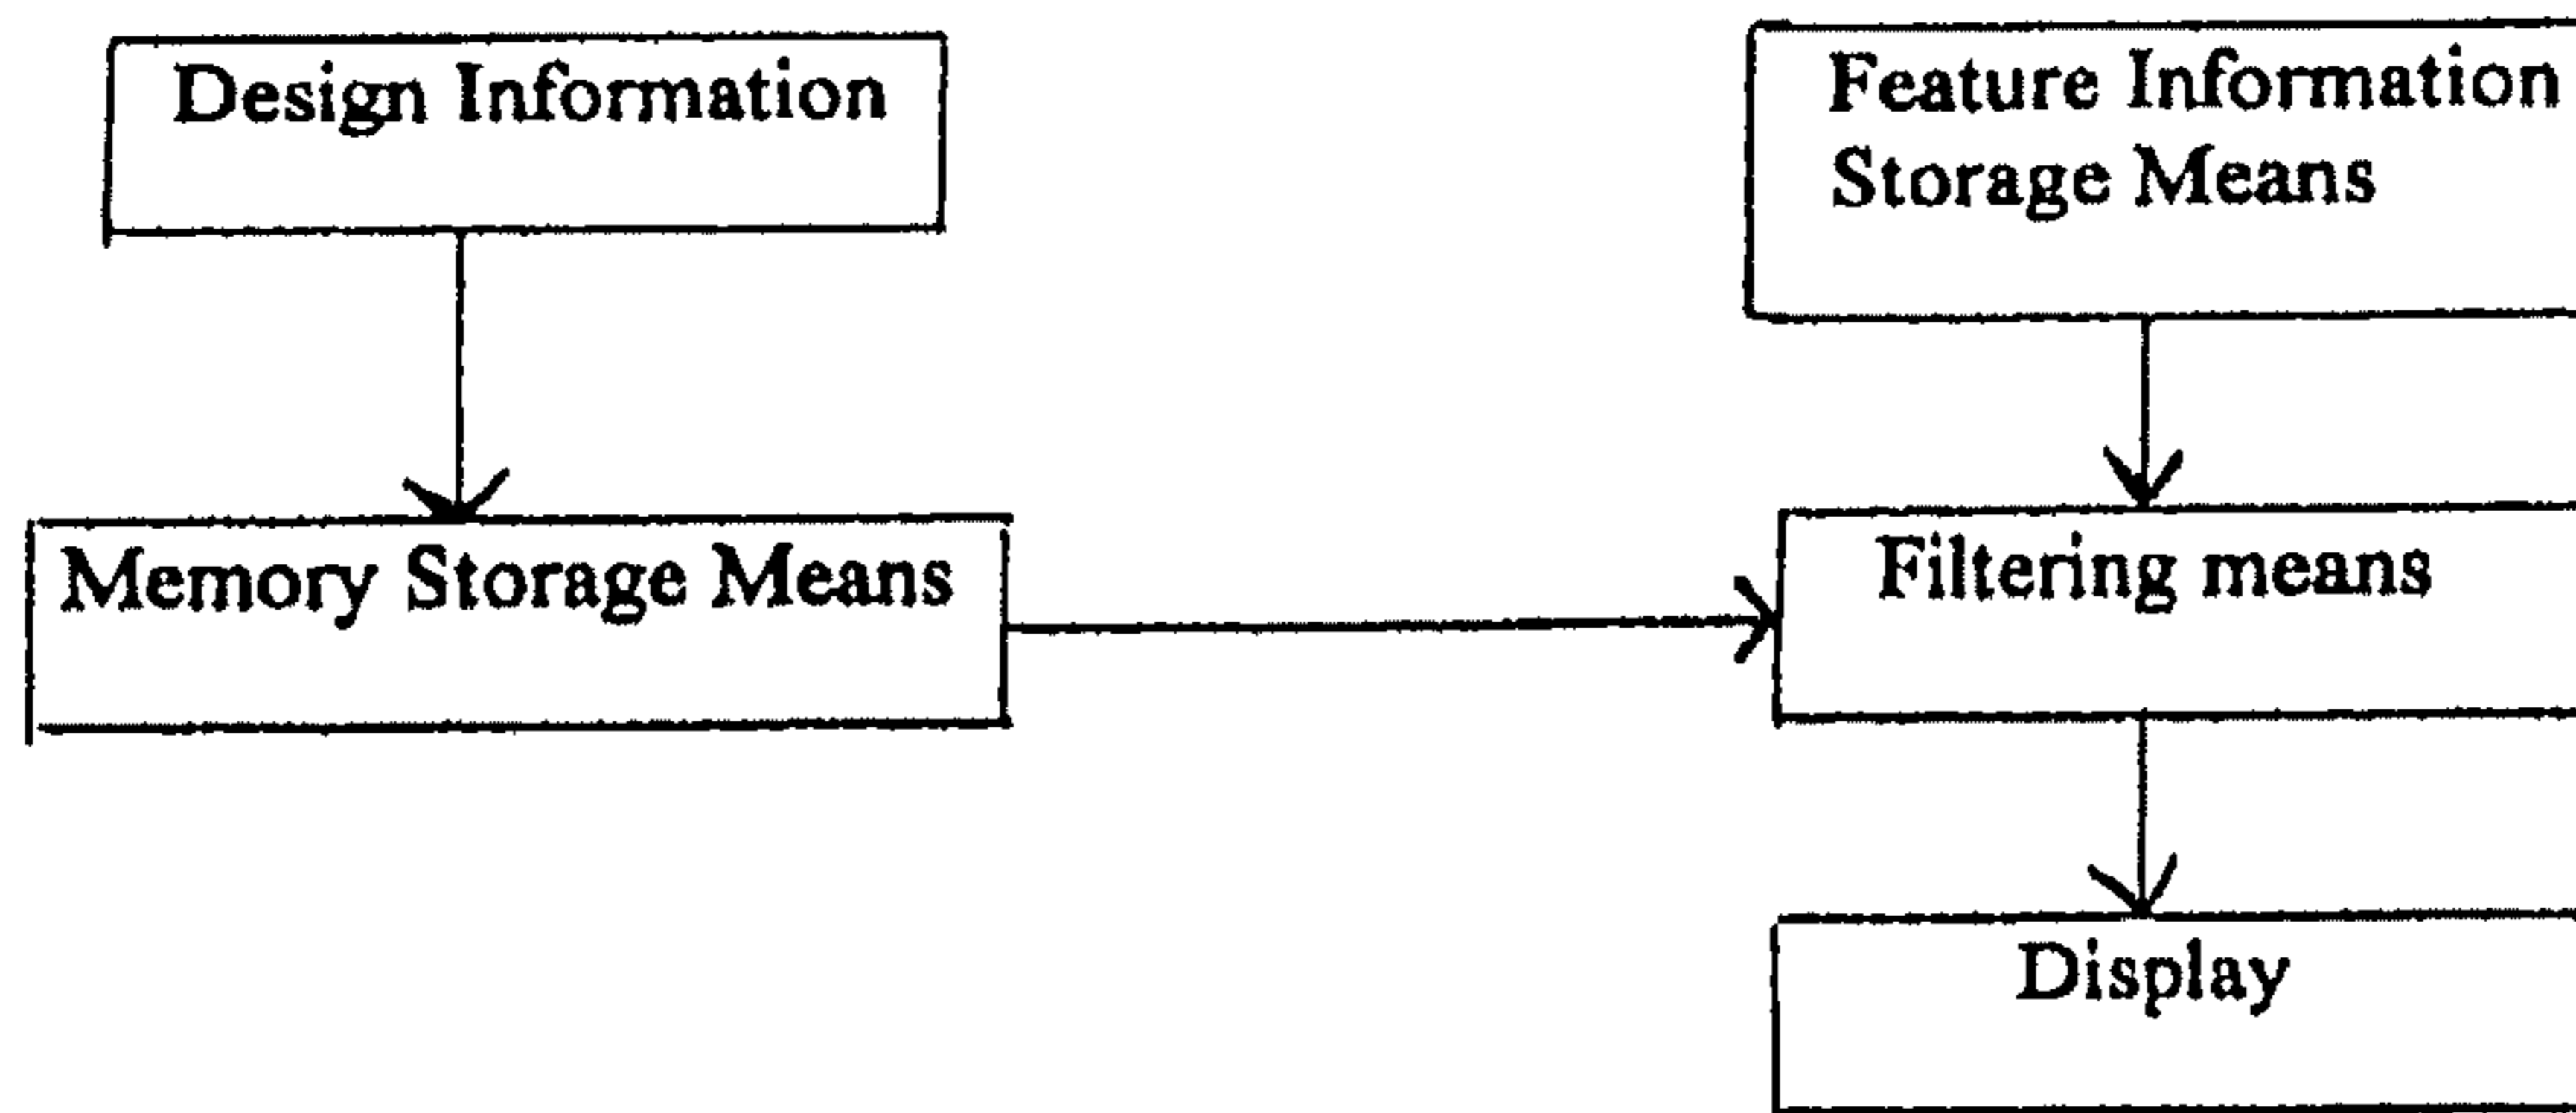 Design Information
Feature Information
Storage Means
Memory Storage Means
Filtering means
Display